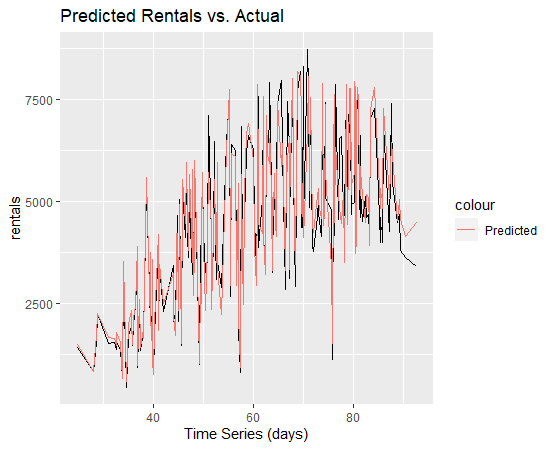 Predicted Rentals vs. Actual
7500
5000
2500
rentals
40
60
80
Time Series (days)
colour
Predicted